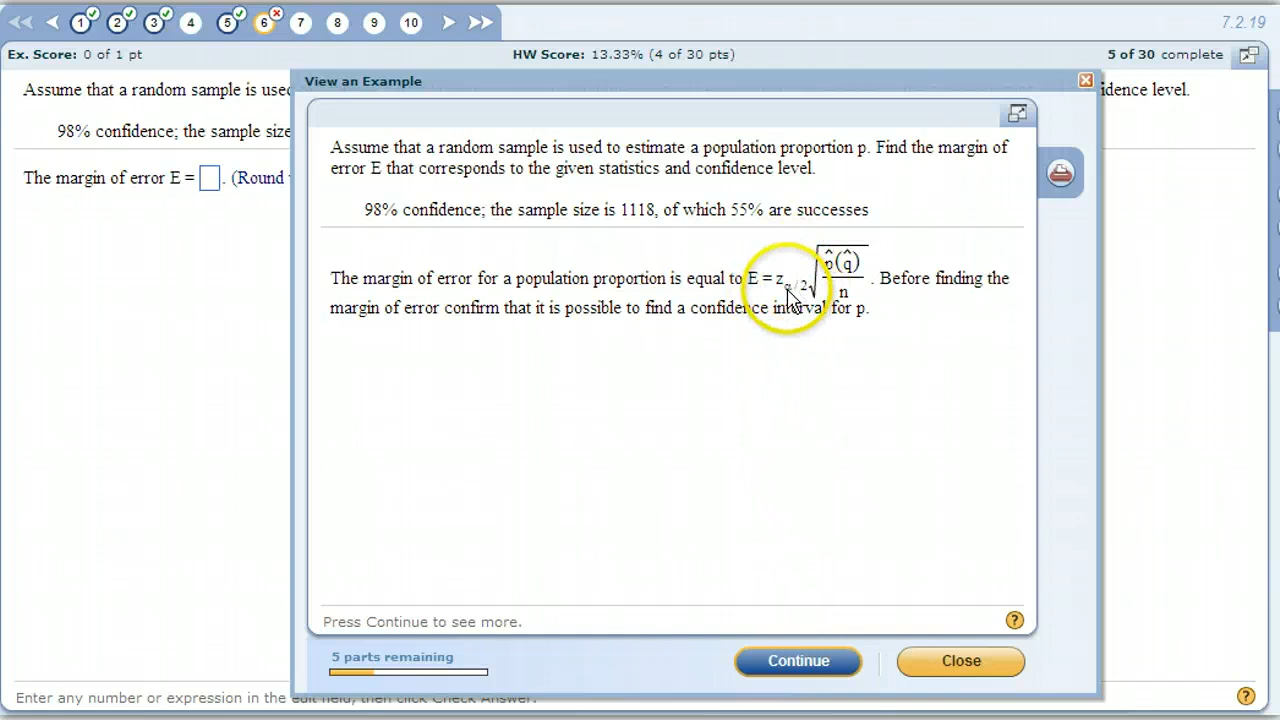 1 2 3 4 5 6 7 8 9 10
7.2.19
Ex. Score: 0 of 1 pt
HW Score: 13.33% (4 of 30 pts)
5 of 30 complete
Assume that a random sample is used
idence level.
98% confidence; the sample size
The margin of error E = . (Round
View an Example
Assume that a random sample is used to estimate a population proportion p. Find the margin of
error E that corresponds to the given statistics and confidence level.
98% confidence; the sample size is 1118, of which 55% are successes
The margin of error for a population proportion is equal to E = z α / 2 √ p̂(q̂) / n . Before finding the
margin of error confirm that it is possible to find a confidence interval for p.
Press Continue to see more.
?
5 parts remaining
Continue
Close
Enter any number or expression in the edit field, then click Check Answer.
?